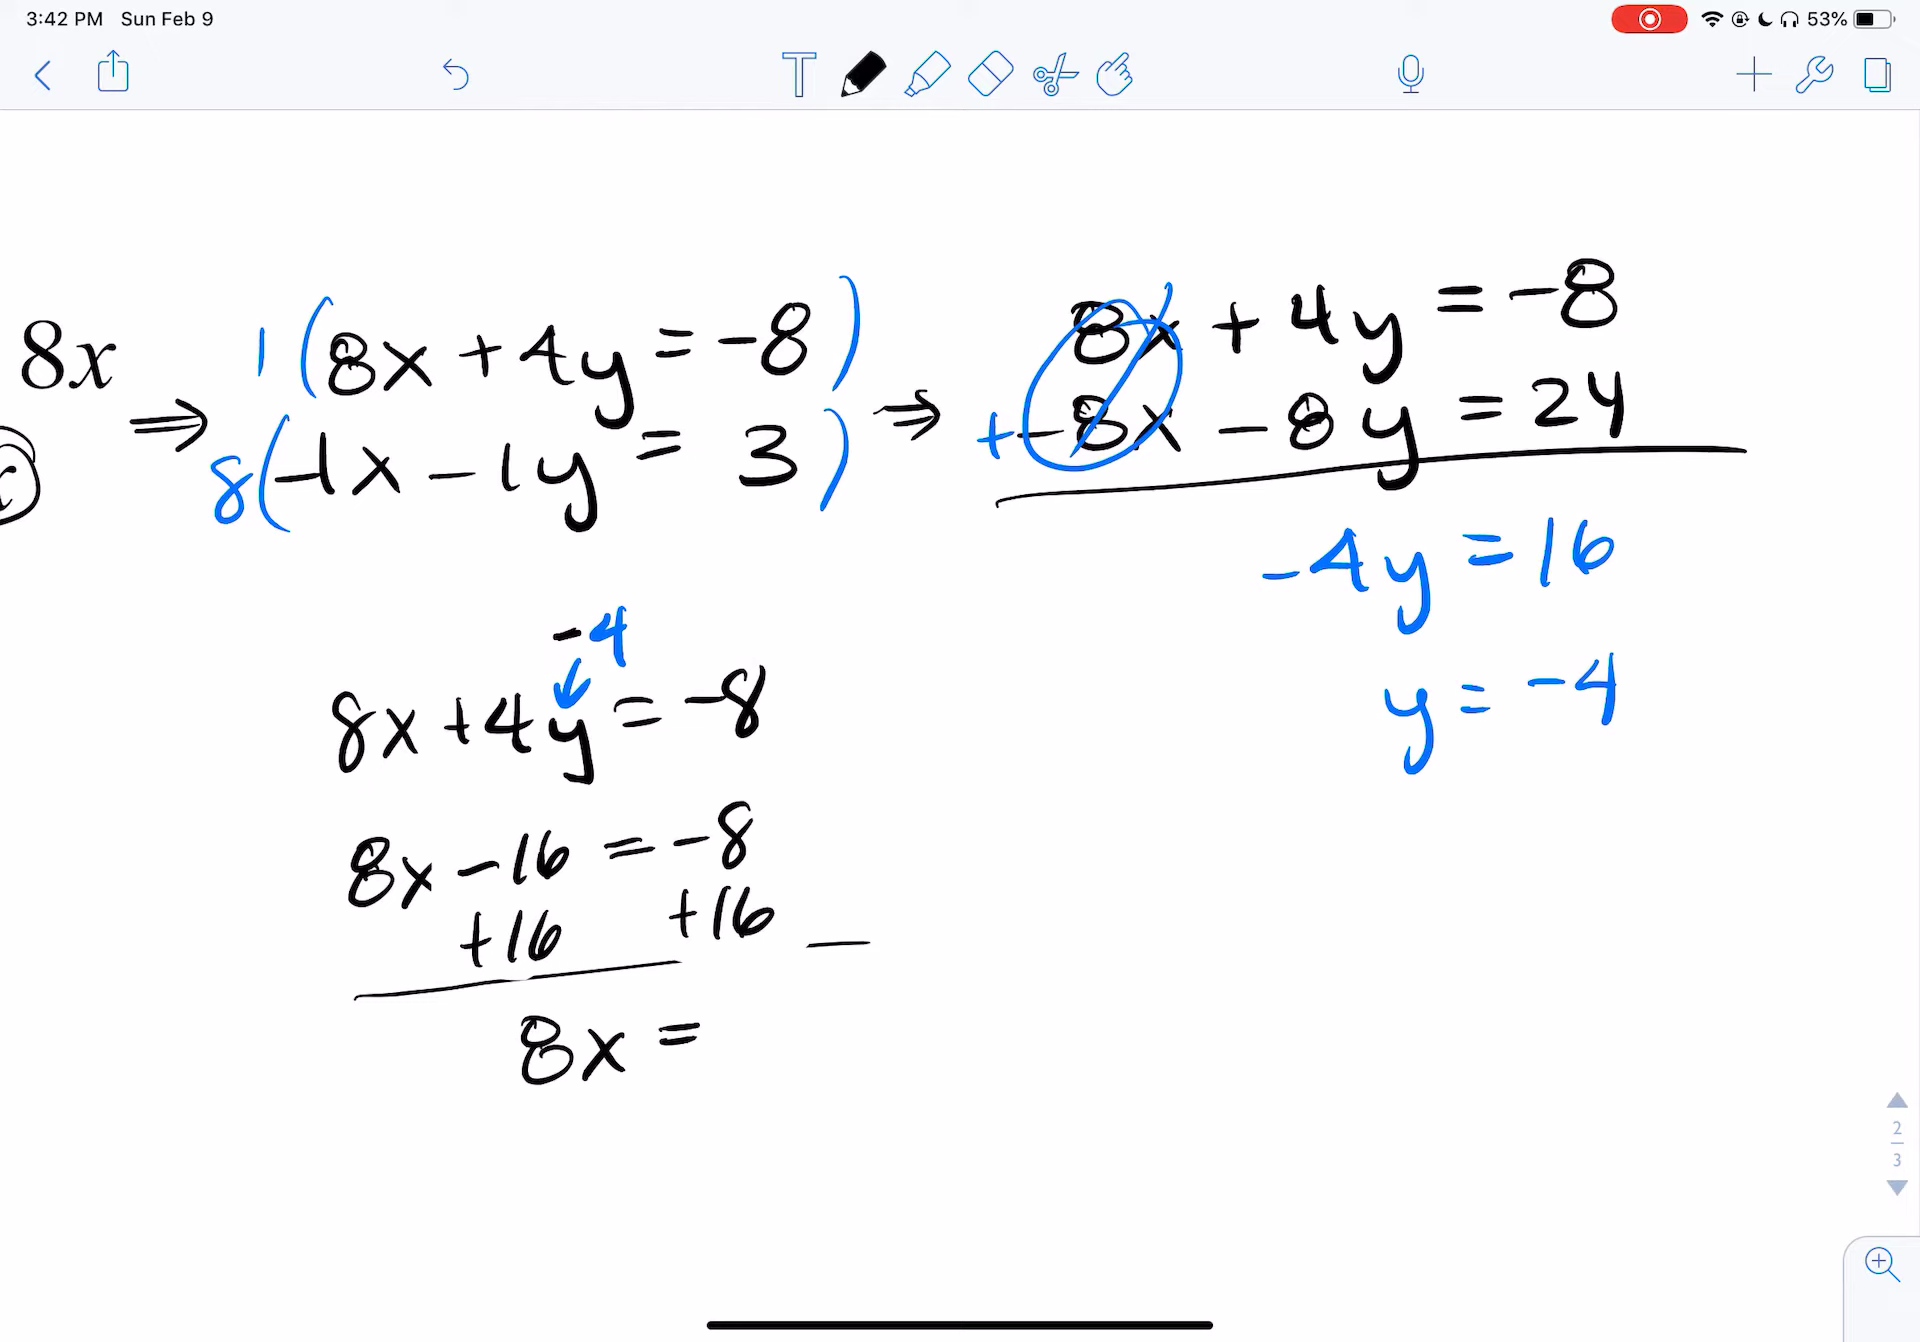 3:42 PM Sun Feb 9 53%
T
8x ⇒ 1(8x + 4y = -8) ⇒ 8x + 4y = -8
8(-1x - 1y = 3) + -8x - 8y = 24
-4y = 16
y = -4
-4
8x + 4y = -8
8x - 16 = -8
+16 +16
8x =
2
3